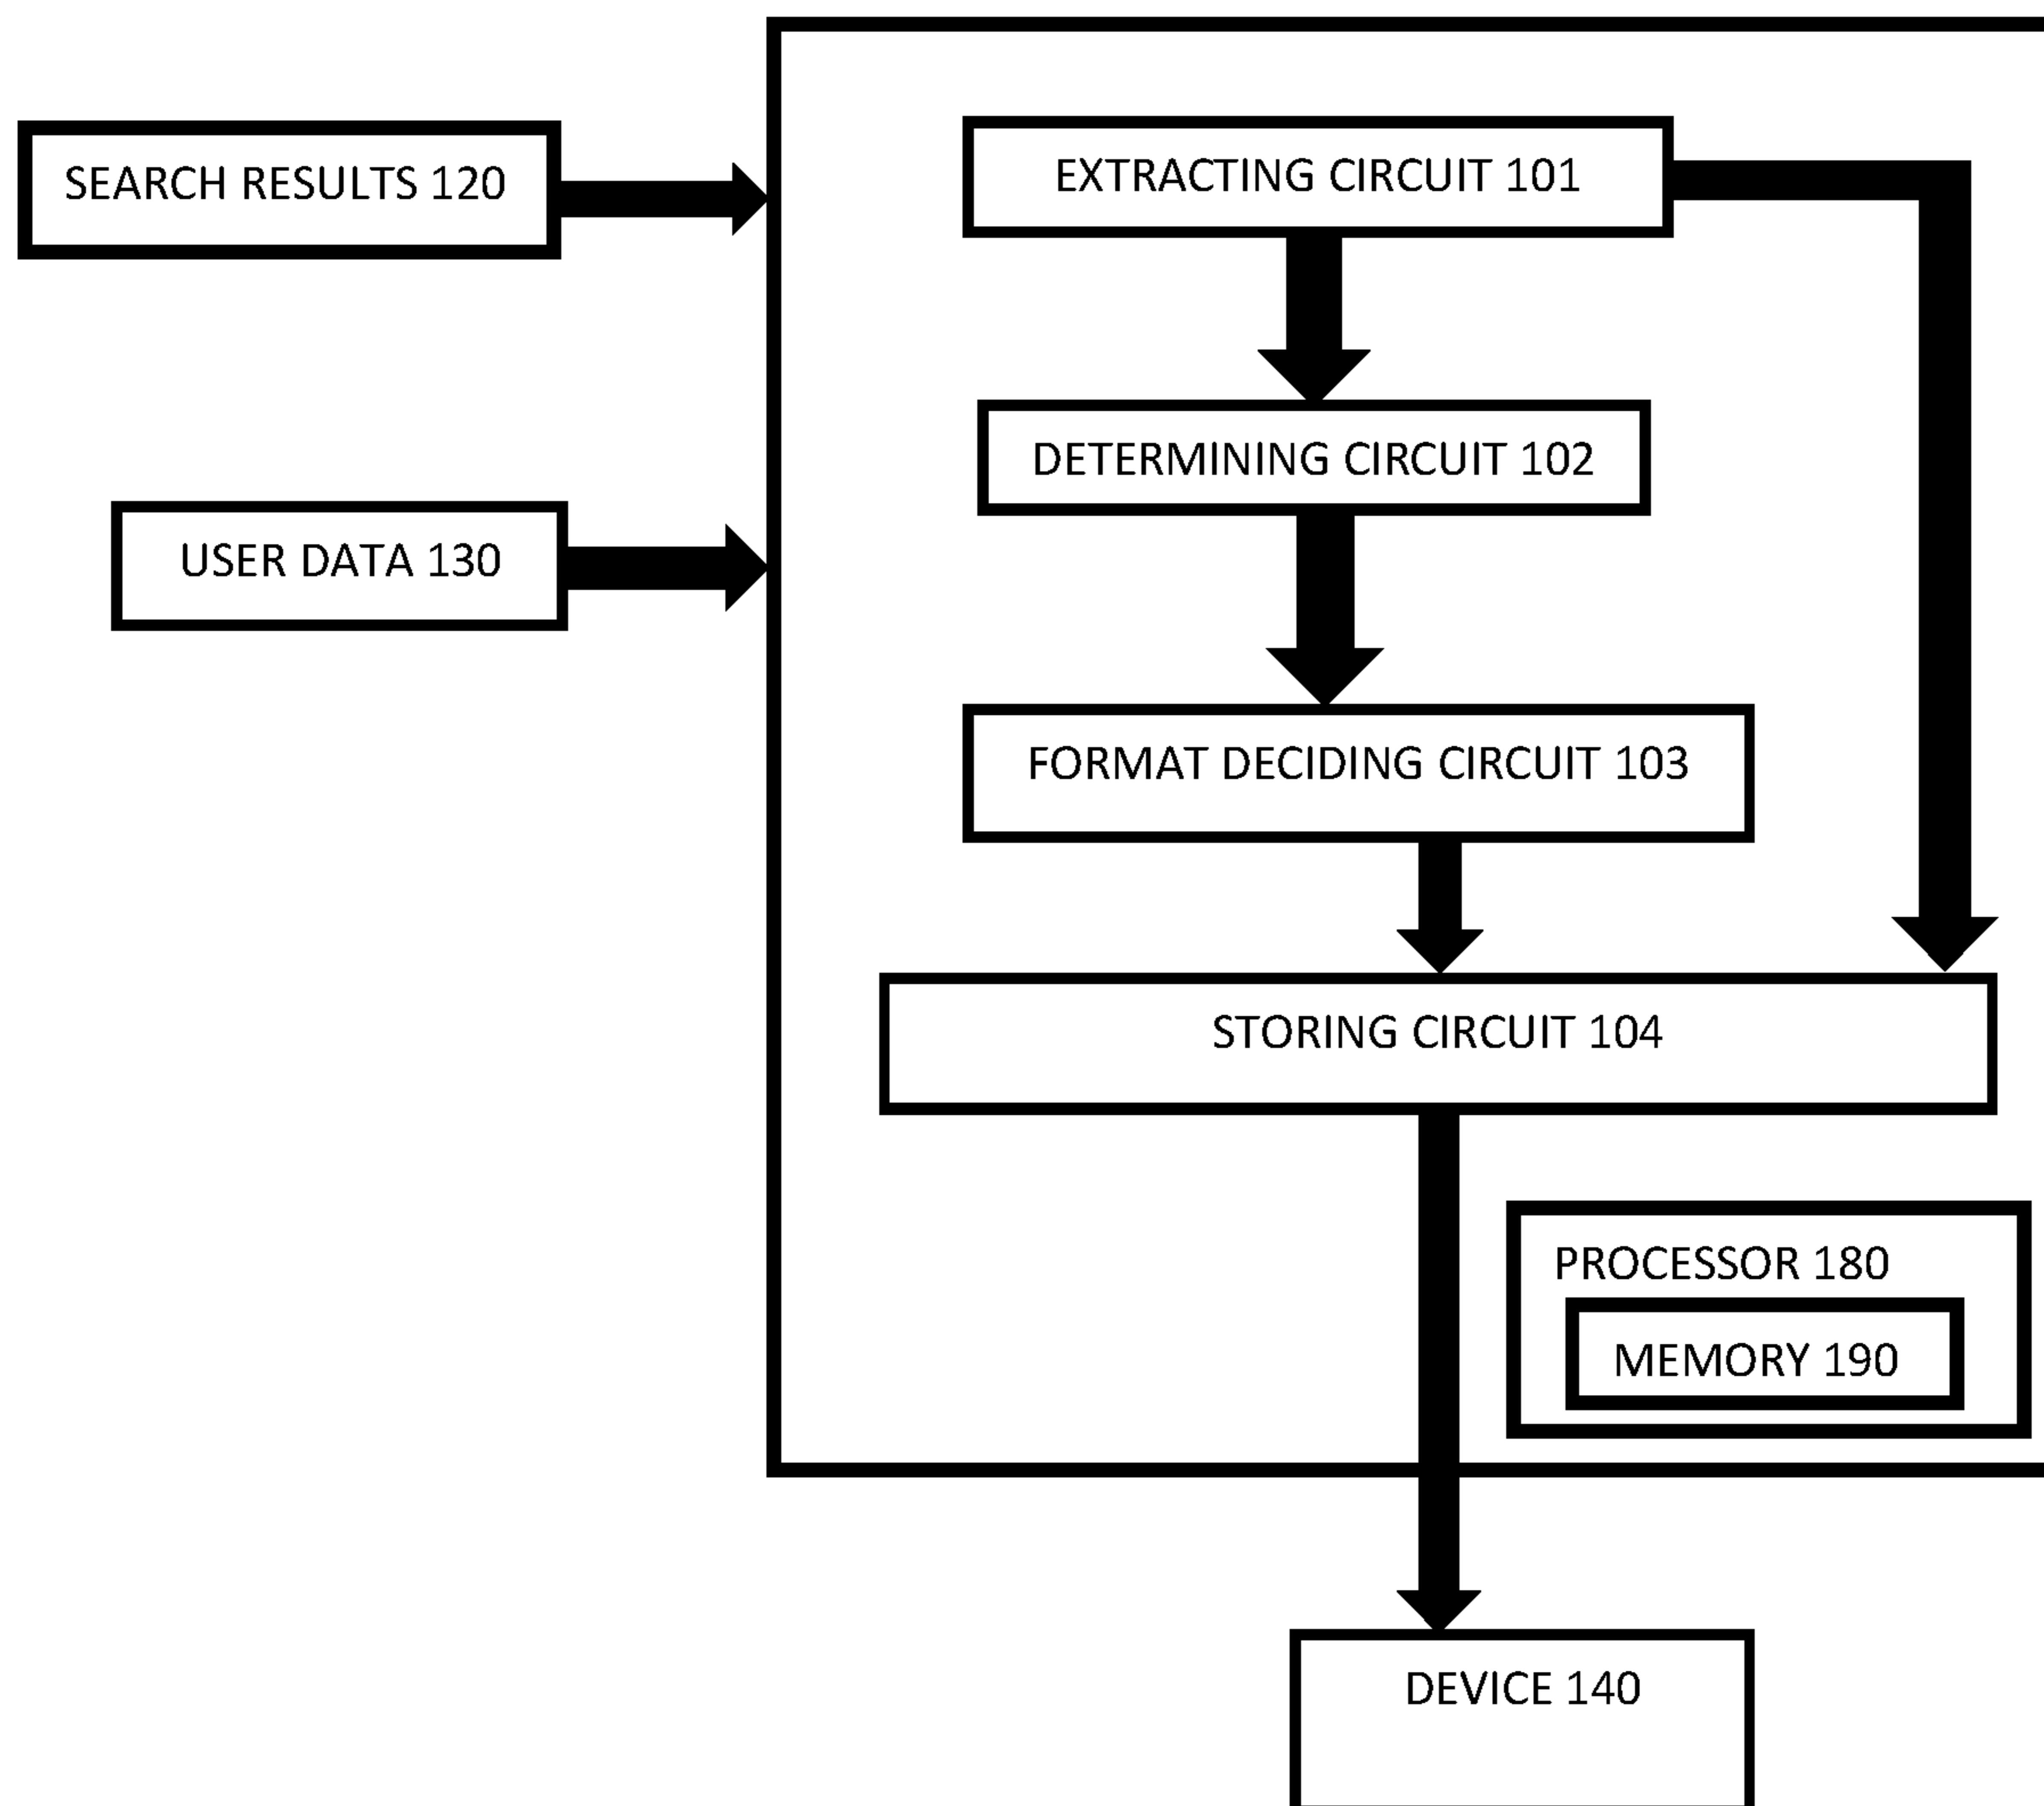 SEARCH RESULTS 120
EXTRACTING CIRCUIT 101
DETERMINING CIRCUIT 102
USER DATA 130
FORMAT DECIDING CIRCUIT 103
STORING CIRCUIT 104
PROCESSOR 180
MEMORY 190
DEVICE 140